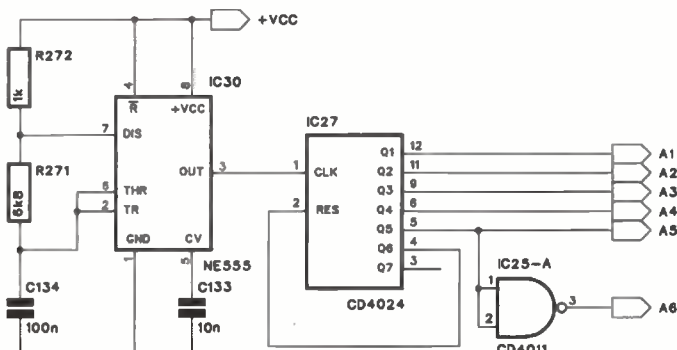 +VCC
R272
1k
4
8
IC30
R
+VCC
7
DIS
OUT
3
R271
6k8
6
THR
2
TR
GND
CV
1
5
NE555
C134
100n
C133
10n
IC27
1
CLK
2
RES
Q1
12
Q2
11
Q3
9
Q4
6
Q5
5
Q6
4
Q7
3
CD4024
A1
A2
A3
A4
A5
IC25-A
1
2
3
A6
CD4011